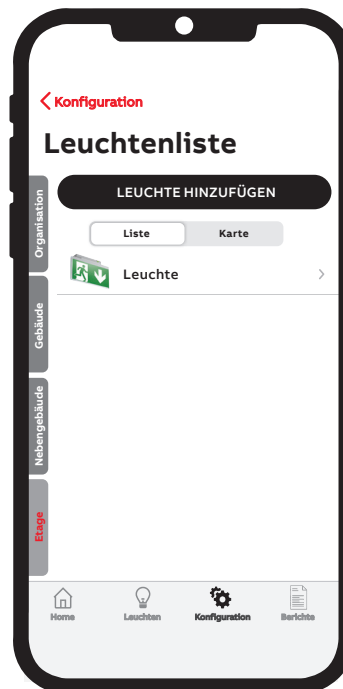 Konfiguration
Leuchtenliste
Organisation
Gebäude
Nebengebäude
Etage
LEUCHTE HINZUFÜGEN
Liste Karte
Leuchte
Home Leuchten Konfiguration Berichte